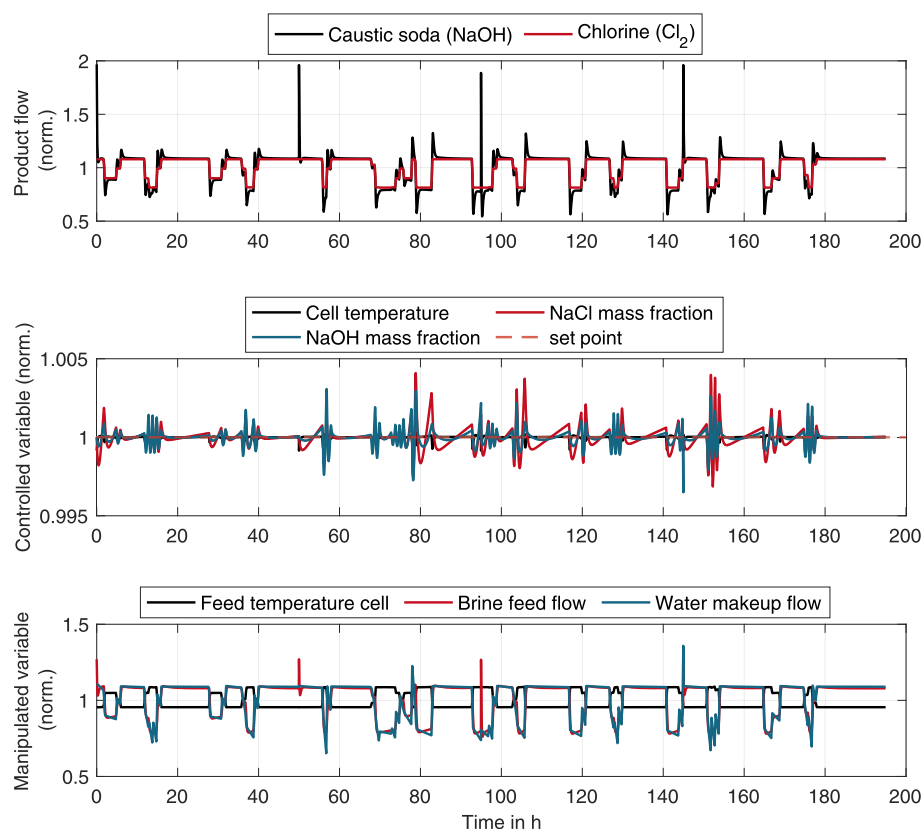 Caustic soda (NaOH) Chlorine (Cl2)
Product flow
(norm.)
2
1.5
1
0.5
0 20 40 60 80 100 120 140 160 180 200
Cell temperature NaCl mass fraction
NaOH mass fraction set point
Controlled variable (norm.)
1.005
1
0.995
0 20 40 60 80 100 120 140 160 180 200
Feed temperature cell Brine feed flow Water makeup flow
Manipulated variable
(norm.)
1.5
1
0.5
0 20 40 60 80 100 120 140 160 180 200
Time in h